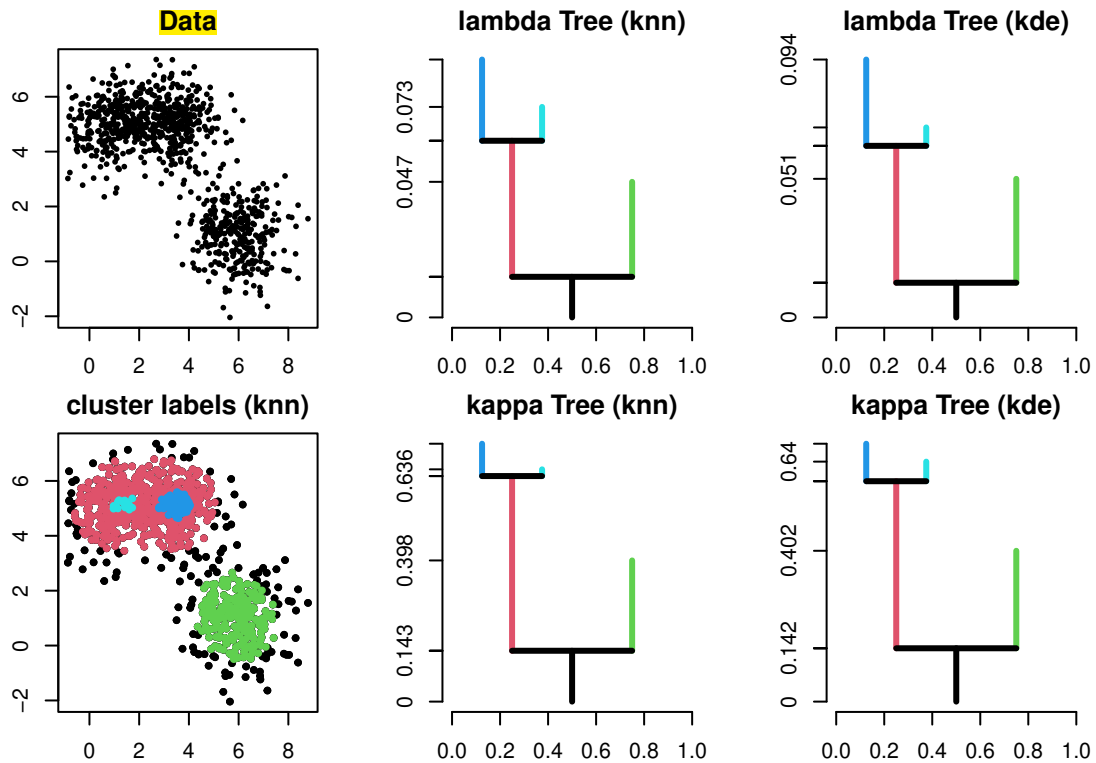 Data
lambda Tree (knn)
lambda Tree (kde)
6
4
2
0
−2
0 2 4 6 8
0.073
0.047
0
0.0 0.2 0.4 0.6 0.8 1.0
0.094
0.051
0
0.0 0.2 0.4 0.6 0.8 1.0
cluster labels (knn)
kappa Tree (knn)
kappa Tree (kde)
6
4
2
0
−2
0 2 4 6 8
0.636
0.398
0.143
0
0.0 0.2 0.4 0.6 0.8 1.0
0.64
0.402
0.142
0
0.0 0.2 0.4 0.6 0.8 1.0